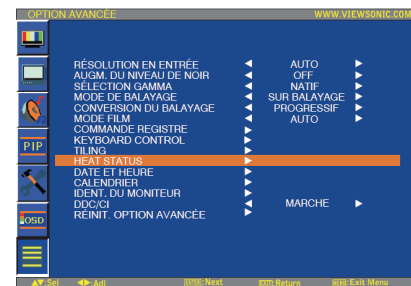 OPTION AVANCÉE WWW.VIEWSONIC.COM
RÉSOLUTION EN ENTRÉE AUTO
AUGM. DU NIVEAU DE NOIR OFF
SÉLECTION GAMMA NATIF
MODE DE BALAYAGE SUR BALAYAGE
CONVERSION DU BALAYAGE PROGRESSIF
MODE FILM AUTO
COMMANDE REGISTRE
KEYBOARD CONTROL
TILING
HEAT STATUS
DATE ET HEURE
CALENDRIER
IDENT. DU MONITEUR
DDC/CI MARCHE
RÉINIT. OPTION AVANCÉE
PIP
OSD
:Sel :Adj ENTER:Next EXIT:Return MENU:Exit Menu